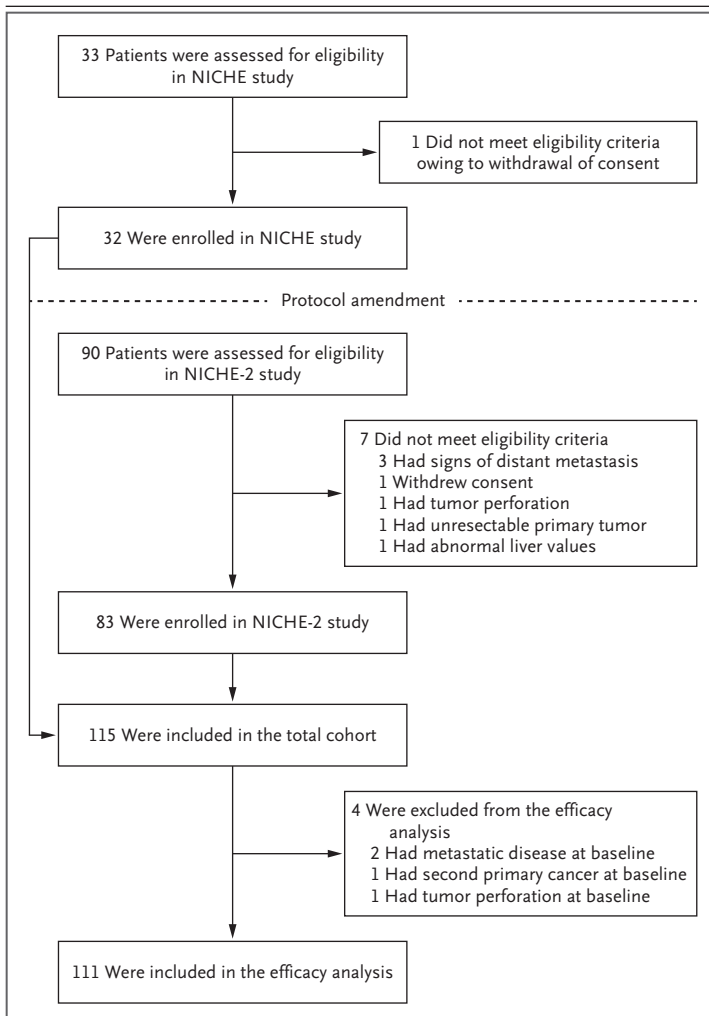 33 Patients were assessed for eligibility
in NICHE study
1 Did not meet eligibility criteria
owing to withdrawal of consent
32 Were enrolled in NICHE study
Protocol amendment
90 Patients were assessed for eligibility
in NICHE-2 study
7 Did not meet eligibility criteria
3 Had signs of distant metastasis
1 Withdrew consent
1 Had tumor perforation
1 Had unresectable primary tumor
1 Had abnormal liver values
83 Were enrolled in NICHE-2 study
115 Were included in the total cohort
4 Were excluded from the efficacy
analysis
2 Had metastatic disease at baseline
1 Had second primary cancer at baseline
1 Had tumor perforation at baseline
111 Were included in the efficacy analysis